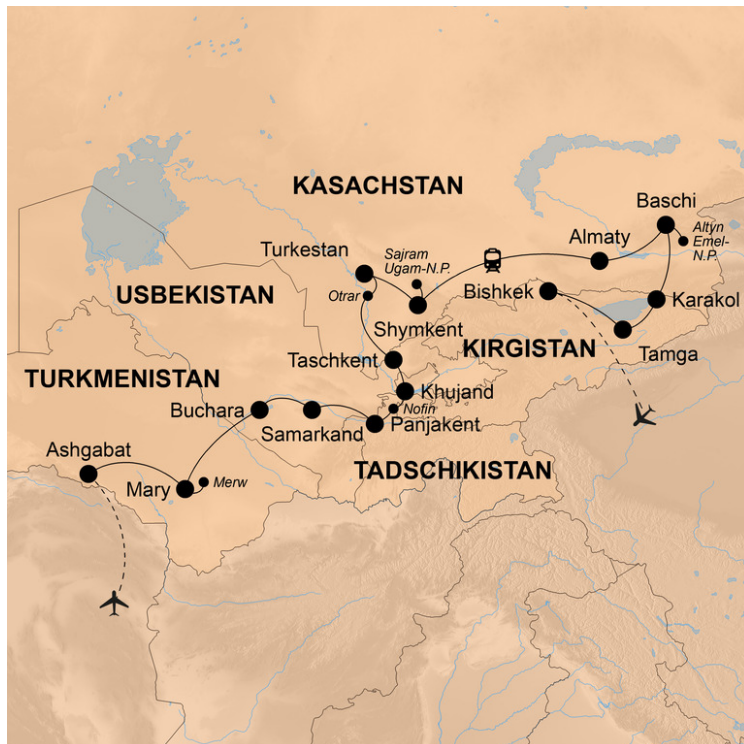 KASACHSTAN
Baschi
Altyn
Emel-
N.P.
Almaty
Sajram
Ugam-N.P.
Turkestan
Otrar
Bishkek
Karakol
USBEKISTAN
Shymkent
KIRGISTAN
Tamga
Taschkent
TURKMENISTAN
Khujand
Buchara
Nofin
Samarkand
Panjakent
Ashgabat
TADSCHIKISTAN
Mary
Merw